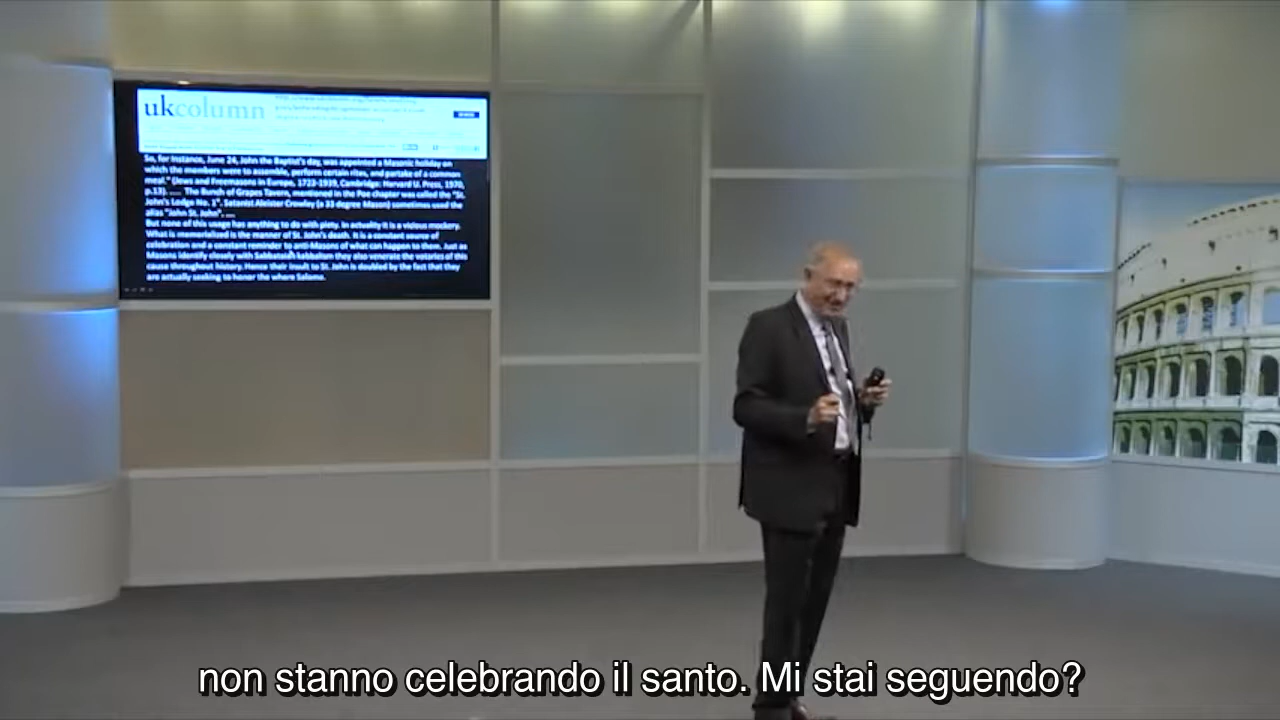 ukcolumn
So, for instance, June 24, John the Baptist's day, was appointed a Masonic holiday on
which the members were to assemble, perform certain rites, and partake of a common
meal." (Jews and Freemasons in Europe, 1723-1939, Cambridge: Harvard U. Press, 1970,
p.13). .... The Bunch of Grapes Tavern, mentioned in the Poe chapter was called the "St.
John's Lodge No. 1". Satanist Aleister Crowley (a 33 degree Mason) sometimes used the
alias "John St. John". ....
But none of this usage has anything to do with piety. In actuality it is a vicious mockery.
What is memorialized is the manner of St. John's death. It is a constant source of
celebration and a constant reminder to anti-Masons of what can happen to them. Just as
Masons identify closely with Sabbataian kabbalism they also venerate the votaries of this
cause throughout history. Hence their insult to St. John is doubled by the fact that they
are actually seeking to honor the whore Salome.
non stanno celebrando il santo. Mi stai seguendo?